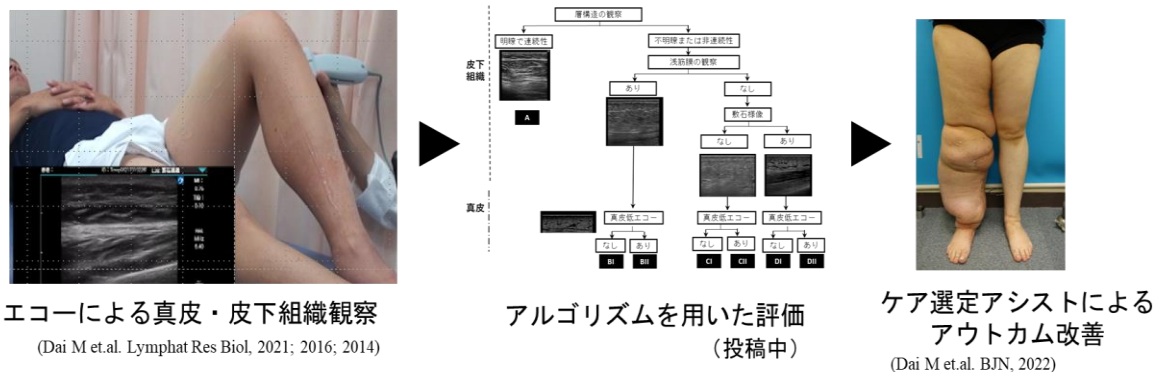 エコーによる真皮・皮下組織観察
(Dai M et.al. Lymphat Res Biol, 2021; 2016; 2014)
層構造の観察
明瞭で連続性
不明瞭または非連続性
皮下
組織
浅筋膜の観察
あり
なし
A
敷石様像
なし
あり
真皮
真皮低エコー
真皮低エコー
真皮低エコー
なし
あり
なし
あり
なし
あり
BI
BII
CI
CII
DI
DII
アルゴリズムを用いた評価
（投稿中）
ケア選定アシストによる
アウトカム改善
(Dai M et.al. BJN, 2022)